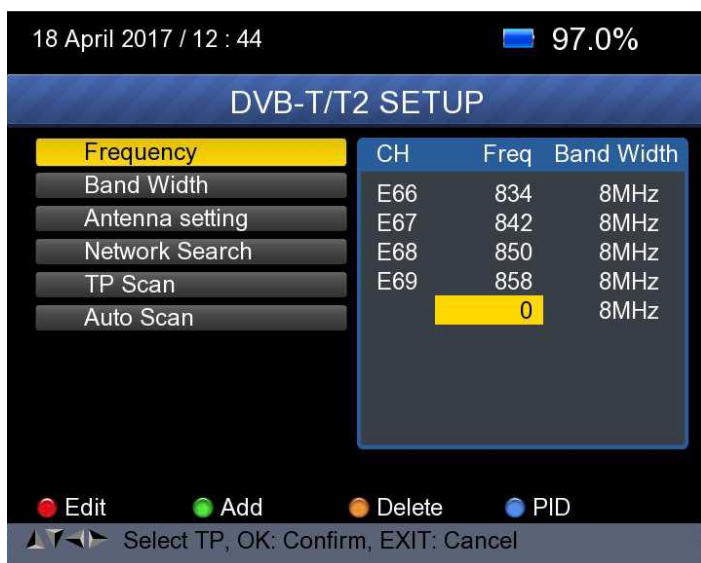 18 April 2017 / 12 : 44 97.0%
DVB-T/T2 SETUP
Frequency
Band Width
Antenna setting
Network Search
TP Scan
Auto Scan
CH Freq Band Width
E66 834 8MHz
E67 842 8MHz
E68 850 8MHz
E69 858 8MHz
0 8MHz
Edit Add Delete PID
Select TP, OK: Confirm, EXIT: Cancel